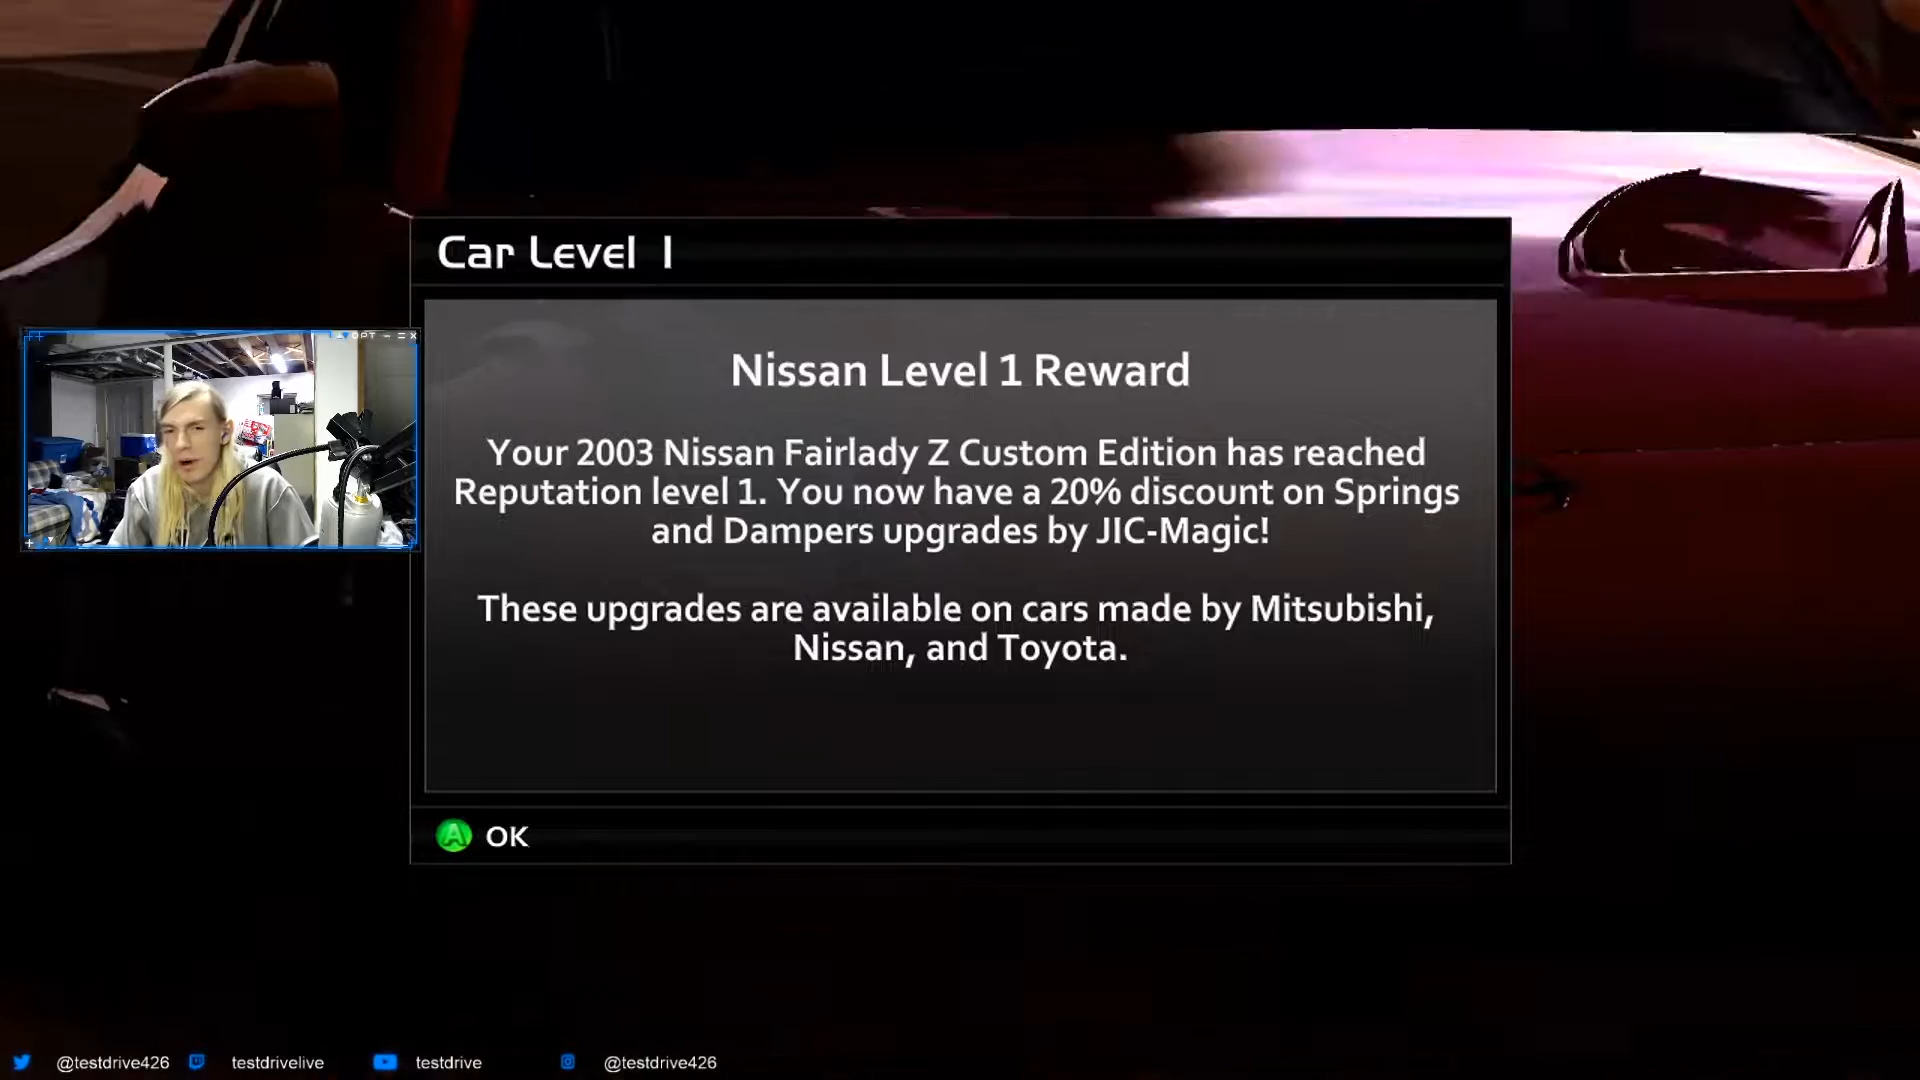 Car Level 1
OPT
Nissan Level 1 Reward
Your 2003 Nissan Fairlady Z Custom Edition has reached
Reputation level 1. You now have a 20% discount on Springs
and Dampers upgrades by JIC-Magic!
These upgrades are available on cars made by Mitsubishi,
Nissan, and Toyota.
A OK
@testdrive426 testdrivelive testdrive @testdrive426